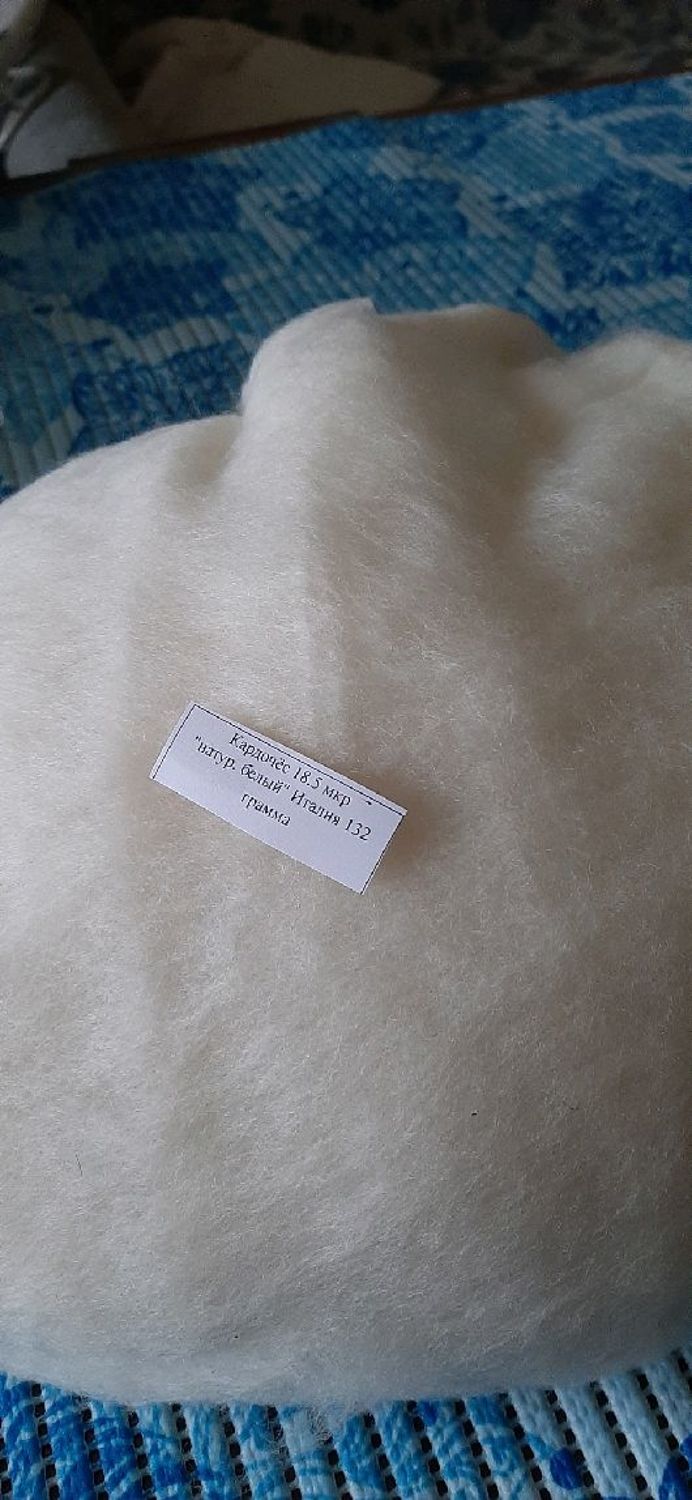 Кардочёс 18.5 мкр
"натур. белый" Италия 132
грамма